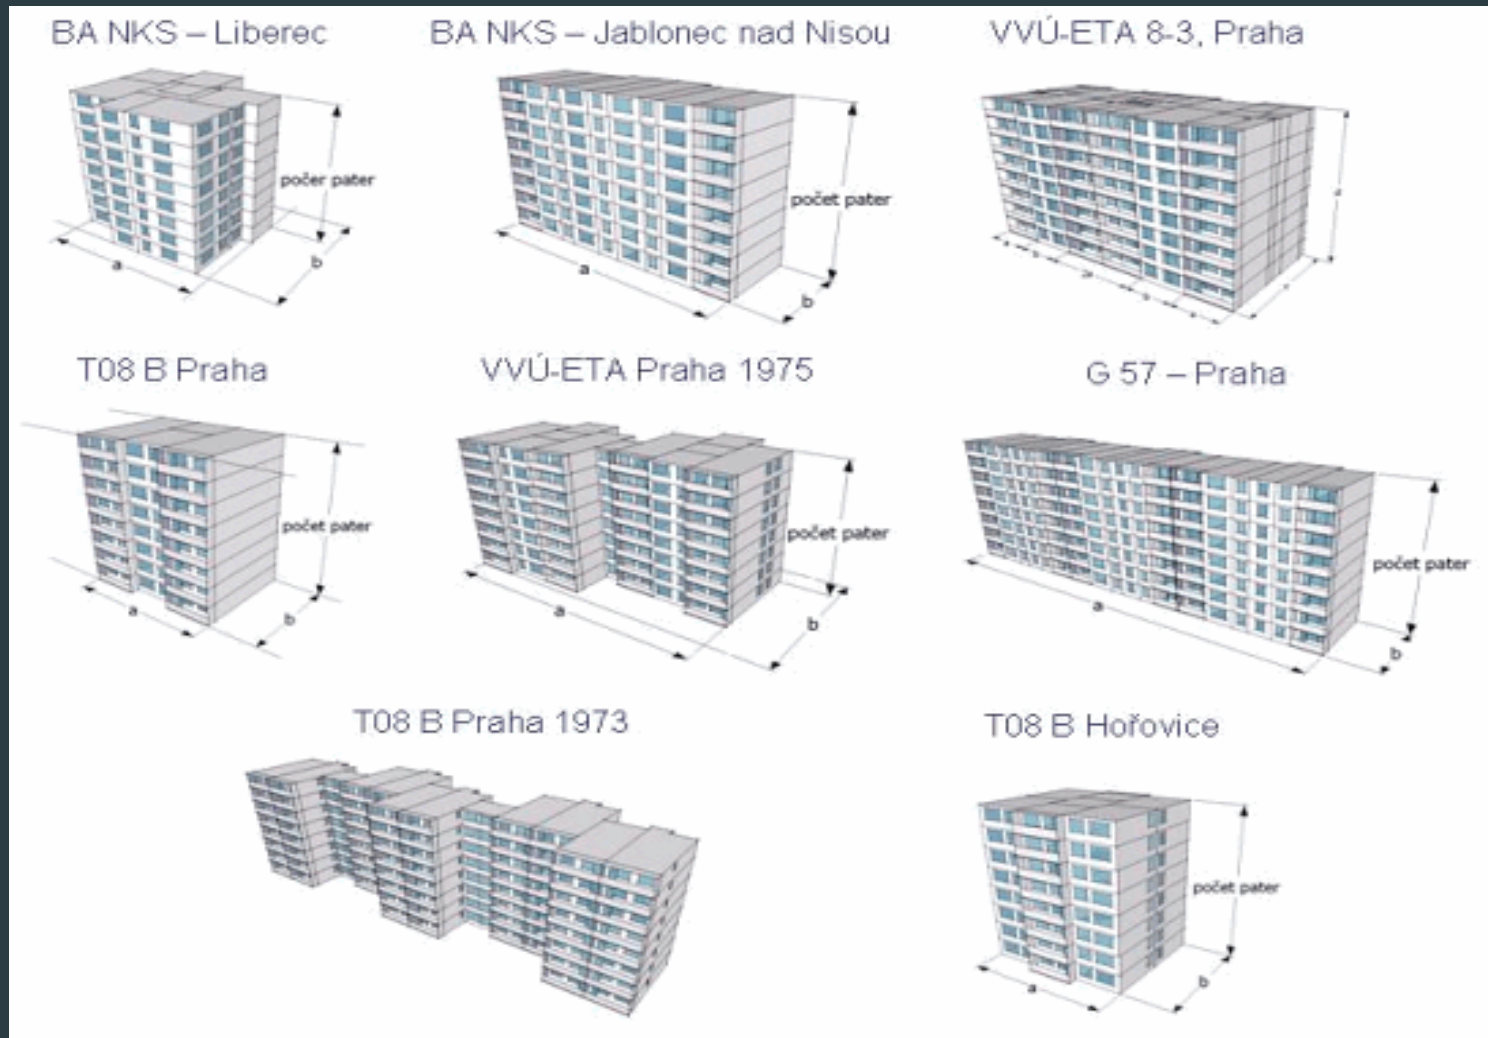 BA NKS – Liberec
BA NKS – Jablonec nad Nisou
VVÚ-ETA 8-3, Praha
počer pater
a
b
počet pater
a
b
T08 B Praha
VVÚ-ETA Praha 1975
G 57 – Praha
počet pater
a
b
počet pater
a
b
počet pater
a
b
T08 B Praha 1973
T08 B Hořovice
počet pater
a
b